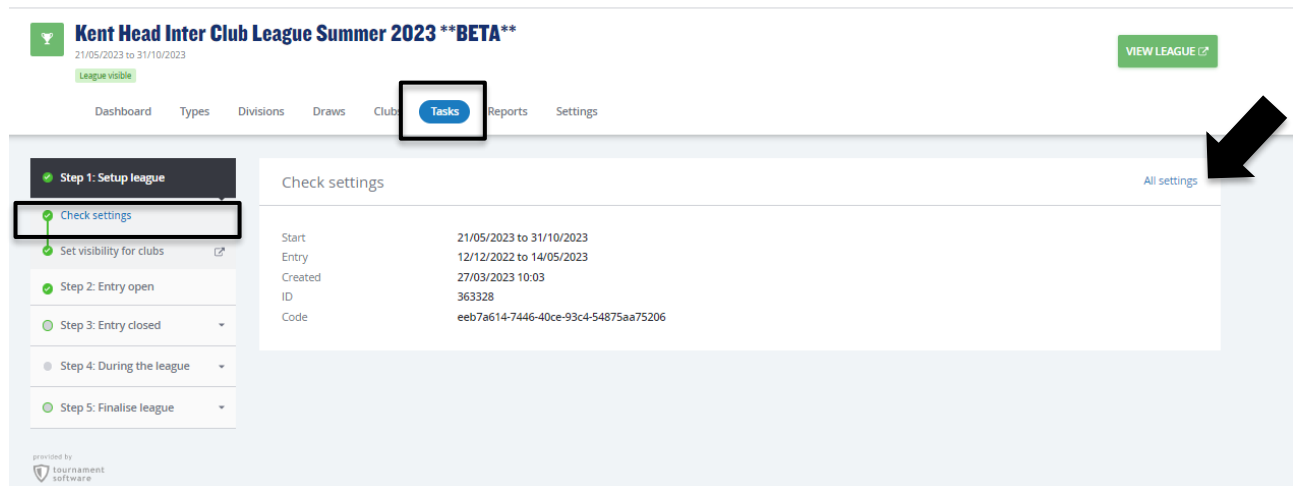 Kent Head Inter Club League Summer 2023 **BETA**
21/05/2023 to 31/10/2023
League visible
VIEW LEAGUE
Dashboard Types Divisions Draws Clubs Tasks Reports Settings
Step 1: Setup league
Check settings
Set visibility for clubs
Step 2: Entry open
Step 3: Entry closed
Step 4: During the league
Step 5: Finalise league
Check settings
All settings
Start 21/05/2023 to 31/10/2023
Entry 12/12/2022 to 14/05/2023
Created 27/03/2023 10:03
ID 363328
Code eeb7a614-7446-40ce-93c4-54875aa75206
provided by
tournament
software